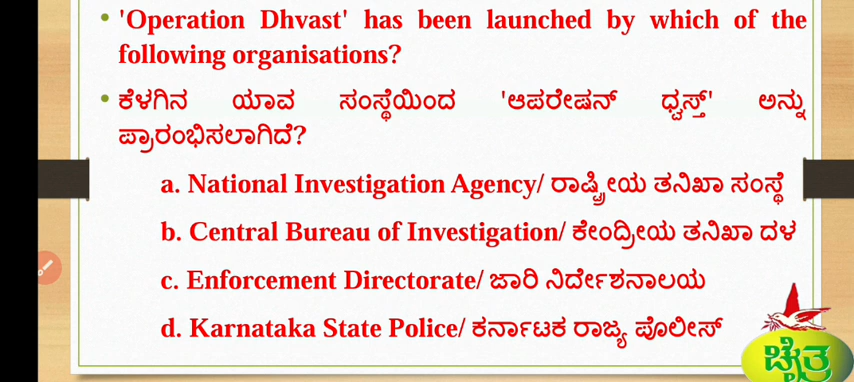 • 'Operation Dhvast' has been launched by which of the
following organisations?
• ಕೆಳಗಿನ ಯಾವ ಸಂಸ್ಥೆಯಿಂದ 'ಆಪರೇಷನ್ ಧ್ವಸ್ತ್' ಅನ್ನು
ಪ್ರಾರಂಭಿಸಲಾಗಿದೆ?
a. National Investigation Agency/ ರಾಷ್ಟ್ರೀಯ ತನಿಖಾ ಸಂಸ್ಥೆ
b. Central Bureau of Investigation/ ಕೇಂದ್ರೀಯ ತನಿಖಾ ದಳ
c. Enforcement Directorate/ ಜಾರಿ ನಿರ್ದೇಶನಾಲಯ
d. Karnataka State Police/ ಕರ್ನಾಟಕ ರಾಜ್ಯ ಪೊಲೀಸ್
ಚೈತ್ರ